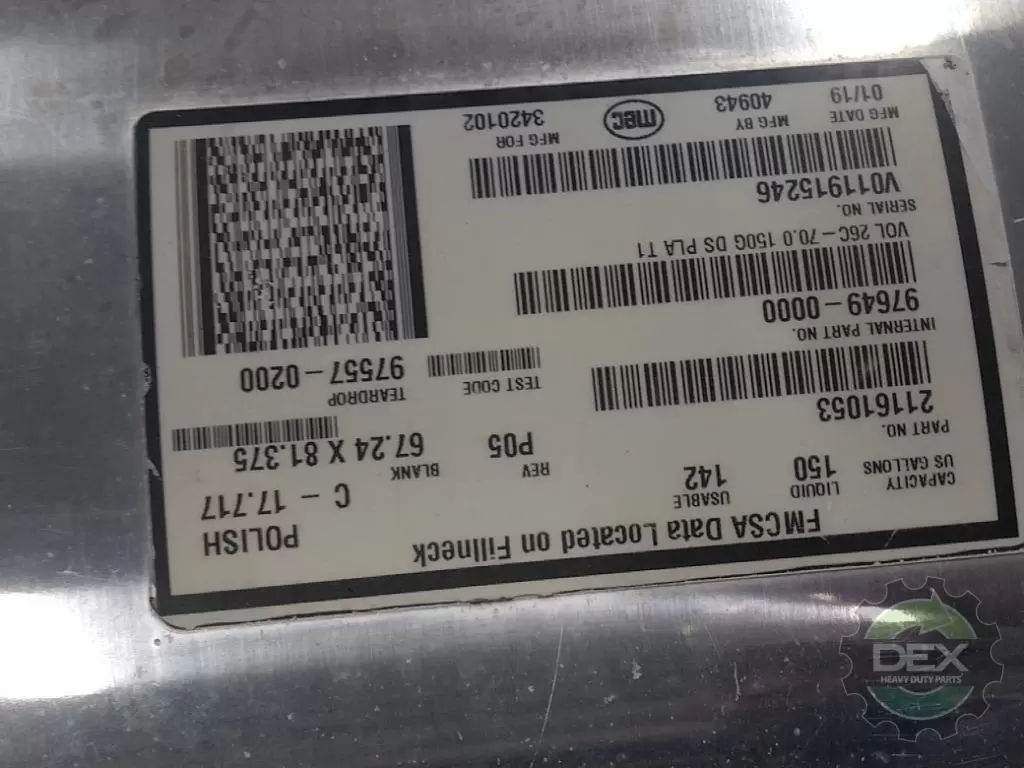 FMCSA Data Located on Fillneck
POLISH
CAPACITY
US GALLONS
LIQUID
150
USABLE
142
REV
P05
BLANK
67.24 X 81.375
C - 17.717
PART NO.
21161053
TEST CODE
TEARDROP
97557-0200
INTERNAL PART NO.
97649-0000
VOL 26C-70.0 150G DS PLA T1
SERIAL NO.
V011915246
MFG DATE
01/19
MFG BY
40943
mec
MFG FOR
3420102
DEX
HEAVY DUTY PARTS